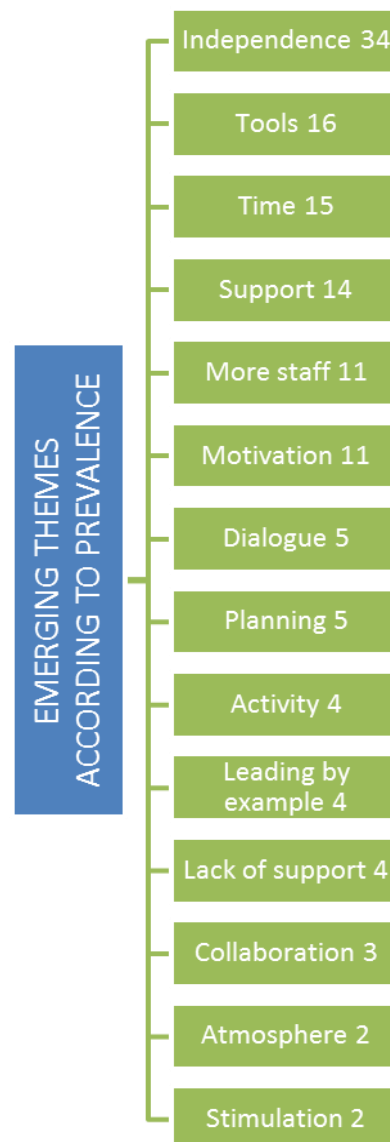 EMERGING THEMES
ACCORDING TO PREVALENCE
Independence 34
Tools 16
Time 15
Support 14
More staff 11
Motivation 11
Dialogue 5
Planning 5
Activity 4
Leading by
example 4
Lack of support 4
Collaboration 3
Atmosphere 2
Stimulation 2